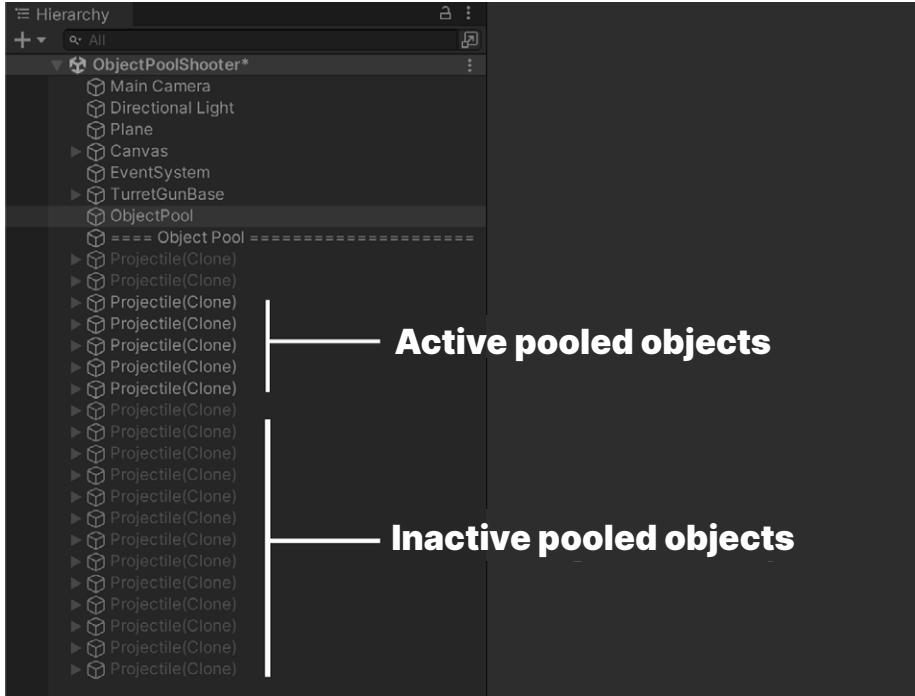 Hierarchy
All
ObjectPoolShooter*
Main Camera
Directional Light
Plane
Canvas
EventSystem
TurretGunBase
ObjectPool
==== Object Pool =====================
Projectile(Clone)
Projectile(Clone)
Projectile(Clone)
Projectile(Clone)
Projectile(Clone)
Active pooled objects
Projectile(Clone)
Projectile(Clone)
Projectile(Clone)
Projectile(Clone)
Projectile(Clone)
Projectile(Clone)
Projectile(Clone)
Projectile(Clone)
Projectile(Clone)
Inactive pooled objects
Projectile(Clone)
Projectile(Clone)
Projectile(Clone)
Projectile(Clone)
Projectile(Clone)
Projectile(Clone)